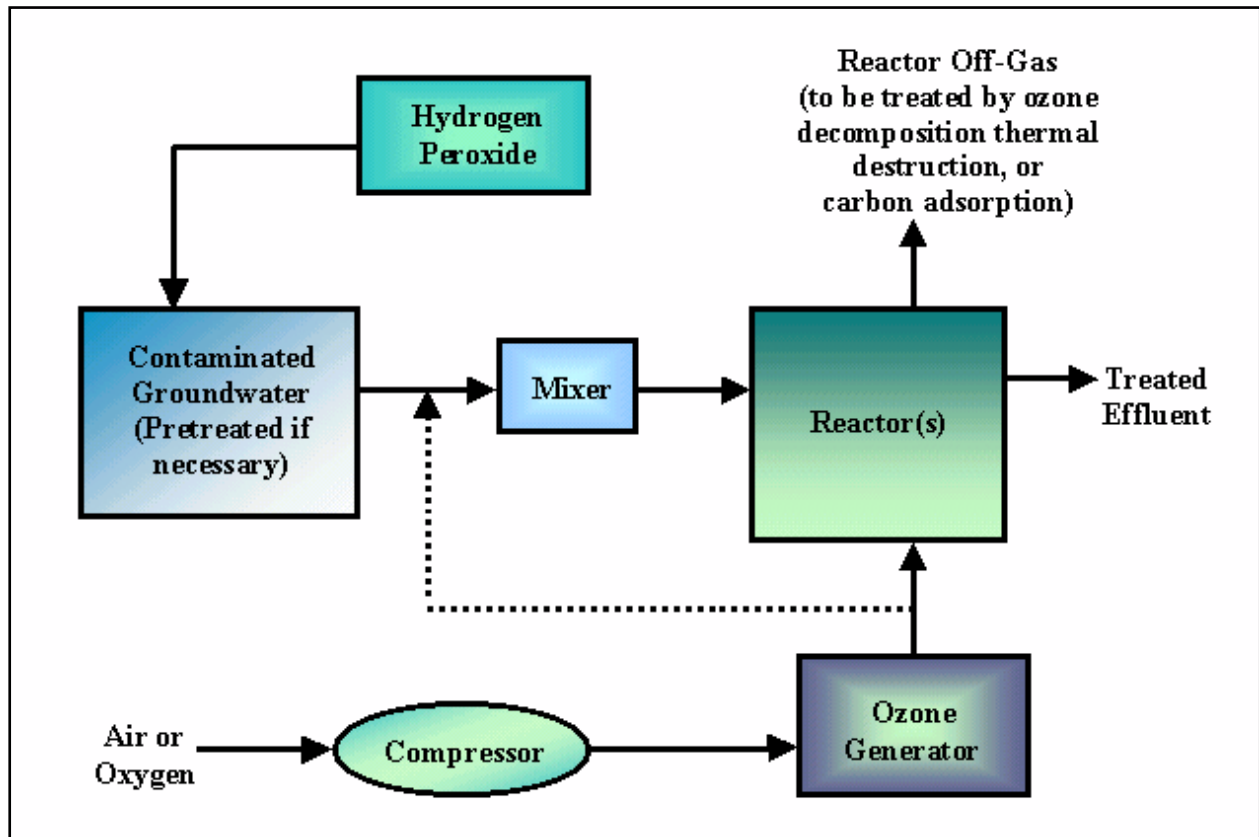 Hydrogen
Peroxide
Reactor Off-Gas
(to be treated by ozone
decomposition thermal
destruction, or
carbon adsorption)
Contaminated
Groundwater
(Pretreated if
necessary)
Mixer
Reactor(s)
Treated
Effluent
Air or
Oxygen
Compressor
Ozone
Generator